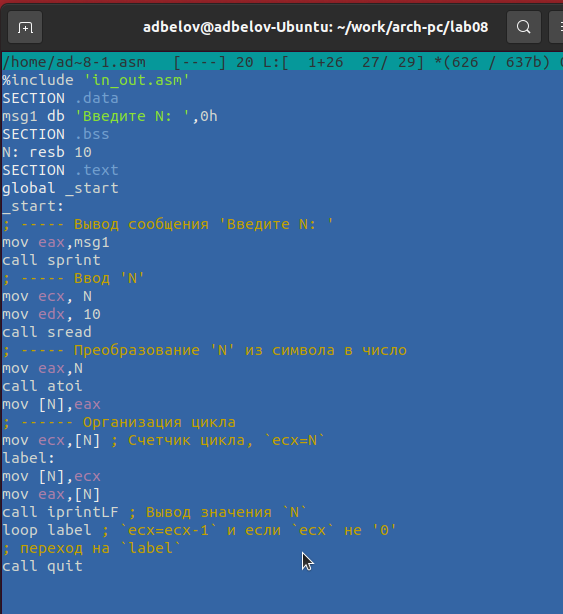 adbelov@adbelov-Ubuntu: ~/work/arch-pc/lab08
/home/ad~8-1.asm   [----] 20 L:[  1+26  27/ 29] *(626 / 637b)
%include 'in_out.asm'
SECTION .data
msg1 db 'Введите N: ',0h
SECTION .bss
N: resb 10
SECTION .text
global _start
_start:
; ----- Вывод сообщения 'Введите N: '
mov eax,msg1
call sprint
; ----- Ввод 'N'
mov ecx, N
mov edx, 10
call sread
; ----- Преобразование 'N' из символа в число
mov eax,N
call atoi
mov [N],eax
; ------ Организация цикла
mov ecx,[N] ; Счетчик цикла, `ecx=N`
label:
mov [N],ecx
mov eax,[N]
call iprintLF ; Вывод значения `N`
loop label ; `ecx=ecx-1` и если `ecx` не '0'
; переход на `label`
call quit